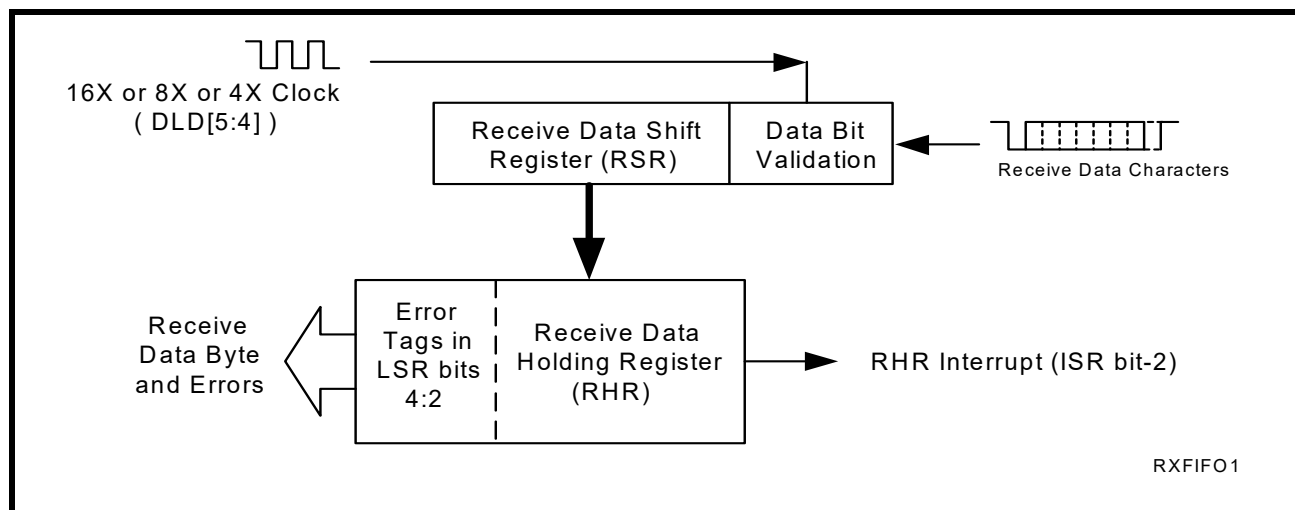 16X or 8X or 4X Clock
( DLD[5:4] )
Receive Data Shift
Register (RSR)
Data Bit
Validation
Receive Data Characters
Receive
Data Byte
and Errors
Error
Tags in
LSR bits
4:2
Receive Data
Holding Register
(RHR)
RHR Interrupt (ISR bit-2)
RXFIFO1